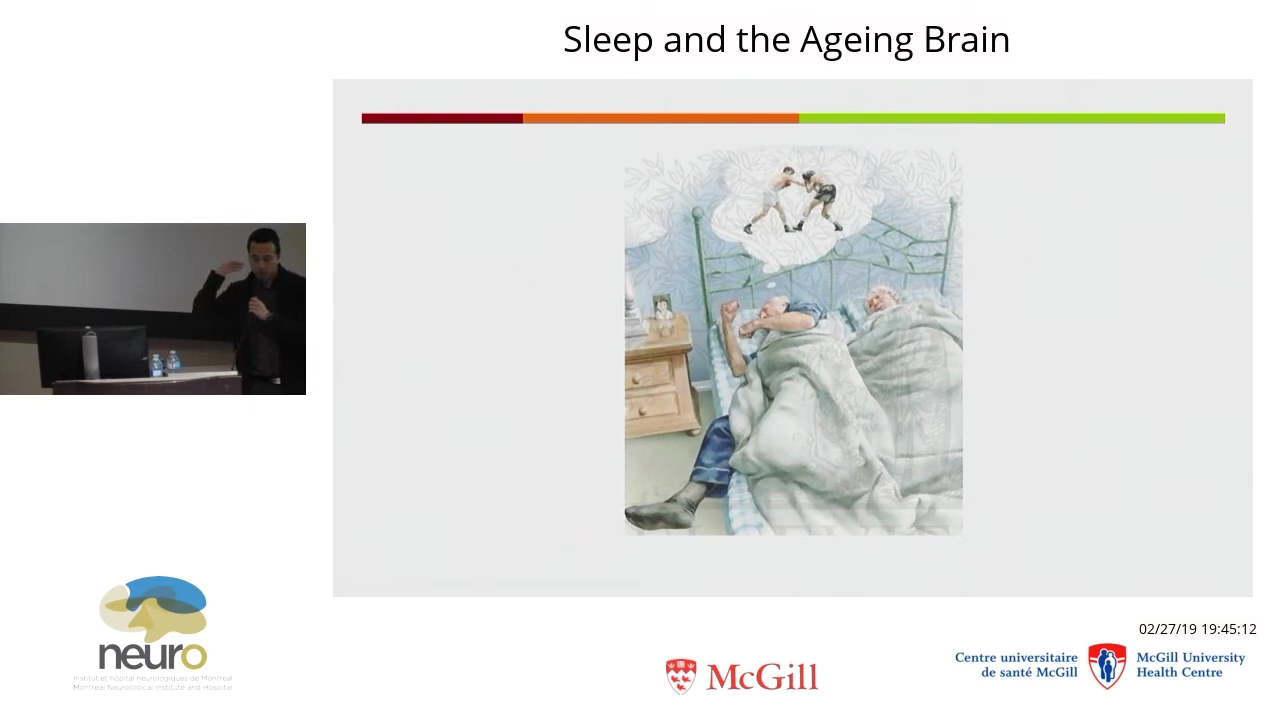 Sleep and the Ageing Brain
neuro
Institut et hôpital neurologiques de Montréal
Montreal Neurological Institute and Hospital
McGill
02/27/19 19:45:12
Centre universitaire
de santé McGill
McGill University
Health Centre